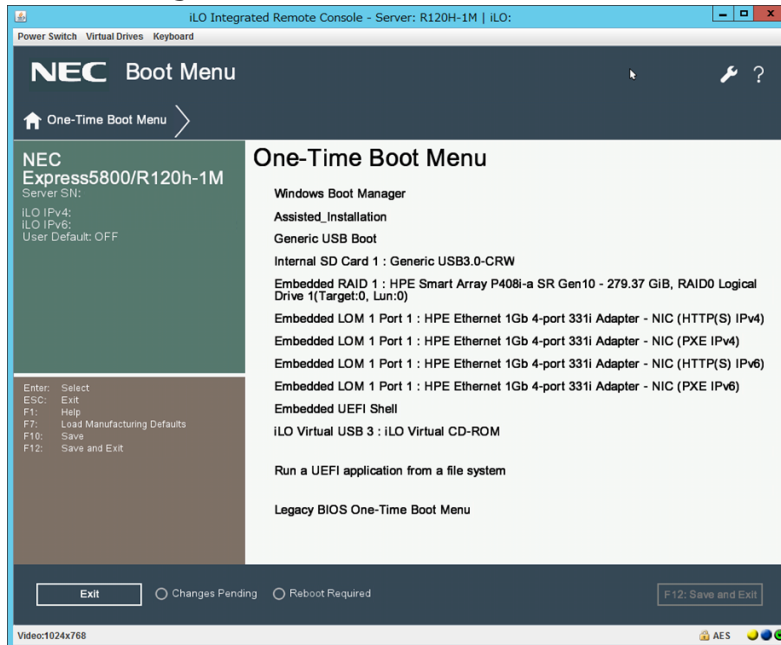 iLO Integrated Remote Console - Server: R120H-1M | iLO:
Power Switch Virtual Drives Keyboard
NEC Boot Menu
?
One-Time Boot Menu
NEC
Express5800/R120h-1M
Server SN:
iLO IPv4:
iLO IPv6:
User Default: OFF
Enter: Select
ESC: Exit
F1: Help
F7: Load Manufacturing Defaults
F10: Save
F12: Save and Exit
One-Time Boot Menu
Windows Boot Manager
Assisted_Installation
Generic USB Boot
Internal SD Card 1 : Generic USB3.0-CRW
Embedded RAID 1 : HPE Smart Array P408i-a SR Gen10 - 279.37 GiB, RAID0 Logical
Drive 1(Target:0, Lun:0)
Embedded LOM 1 Port 1 : HPE Ethernet 1Gb 4-port 331i Adapter - NIC (HTTP(S) IPv4)
Embedded LOM 1 Port 1 : HPE Ethernet 1Gb 4-port 331i Adapter - NIC (PXE IPv4)
Embedded LOM 1 Port 1 : HPE Ethernet 1Gb 4-port 331i Adapter - NIC (HTTP(S) IPv6)
Embedded LOM 1 Port 1 : HPE Ethernet 1Gb 4-port 331i Adapter - NIC (PXE IPv6)
Embedded UEFI Shell
iLO Virtual USB 3 : iLO Virtual CD-ROM
Run a UEFI application from a file system
Legacy BIOS One-Time Boot Menu
Exit Changes Pending Reboot Required F12: Save and Exit
Video:1024x768 AES